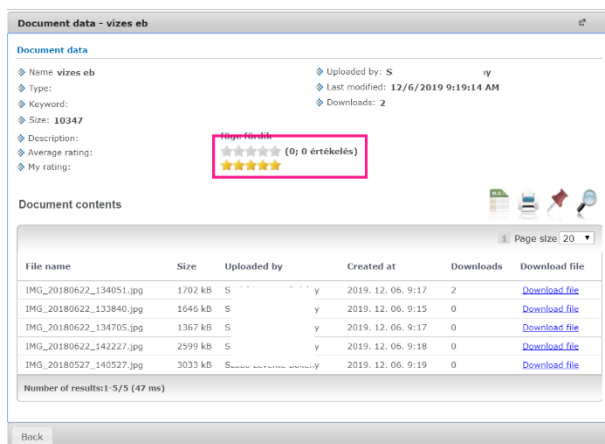 Document data - vizes eb
Document data
Name vizes eb
Uploaded by: S y
Type:
Last modified: 12/6/2019 9:19:14 AM
Keyword:
Downloads: 2
Size: 10347
Description: füge fürdik
Average rating: (0; 0 értékelés)
My rating:
Document contents
1 Page size 20
File name Size Uploaded by Created at Downloads Download file
IMG_20180622_134051.jpg 1702 kB S y 2019. 12. 06. 9:17 2 Download file
IMG_20180622_133840.jpg 1646 kB S y 2019. 12. 06. 9:15 0 Download file
IMG_20180622_134705.jpg 1367 kB S y 2019. 12. 06. 9:17 0 Download file
IMG_20180622_142227.jpg 2599 kB S y 2019. 12. 06. 9:18 0 Download file
IMG_20180527_140527.jpg 3033 kB 2019. 12. 06. 9:19 0 Download file
Number of results:1-5/5 (47 ms)
Back